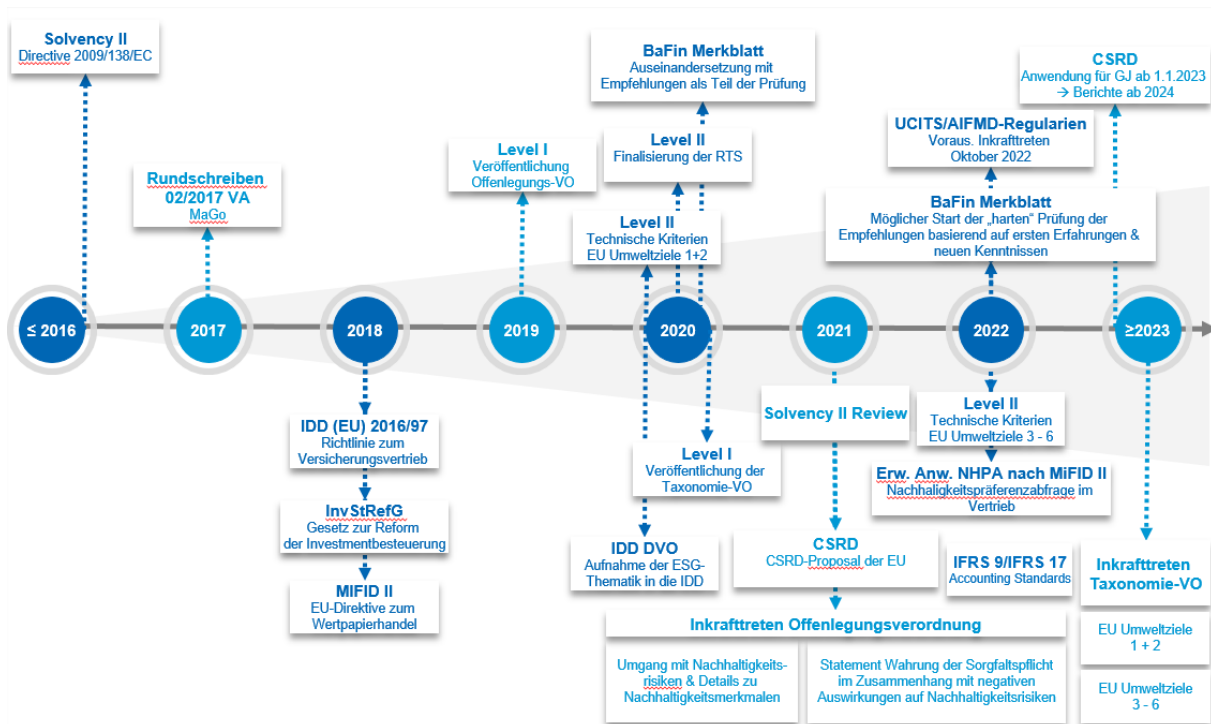 Solvency II
Directive 2009/138/EC
Rundschreiben
02/2017 VA
MaGo
Level I
Veröffentlichung
Offenlegungs-VO
BaFin Merkblatt
Auseinandersetzung mit
Empfehlungen als Teil der Prüfung
Level II
Finalisierung der RTS
Level II
Technische Kriterien
EU Umweltziele 1+2
CSRD
Anwendung für GJ ab 1.1.2023
→ Berichte ab 2024
UCITS/AIFMD-Regularien
Voraus. Inkrafttreten
Oktober 2022
BaFin Merkblatt
Möglicher Start der „harten“ Prüfung der
Empfehlungen basierend auf ersten Erfahrungen &
neuen Kenntnissen
≤ 2016
2017
2018
2019
2020
2021
2022
≥2023
IDD (EU) 2016/97
Richtlinie zum
Versicherungsvertrieb
InvStRefG
Gesetz zur Reform
der Investmentbesteuerung
MIFID II
EU-Direktive zum
Wertpapierhandel
Level I
Veröffentlichung der
Taxonomie-VO
IDD DVO
Aufnahme der ESG-
Thematik in die IDD
Solvency II Review
CSRD
CSRD-Proposal der EU
Inkrafttreten Offenlegungsverordnung
Umgang mit Nachhaltigkeits-
risiken & Details zu
Nachhaltigkeitsmerkmalen
Statement Wahrung der Sorgfaltspflicht
im Zusammenhang mit negativen
Auswirkungen auf Nachhaltigkeitsrisiken
Level II
Technische Kriterien
EU Umweltziele 3 - 6
Erw. Anw. NHPA nach MiFID II
Nachhaligkeitspräferenzabfrage im
Vertrieb
IFRS 9/IFRS 17
Accounting Standards
Inkrafttreten
Taxonomie-VO
EU Umweltziele
1 + 2
EU Umweltziele
3 - 6